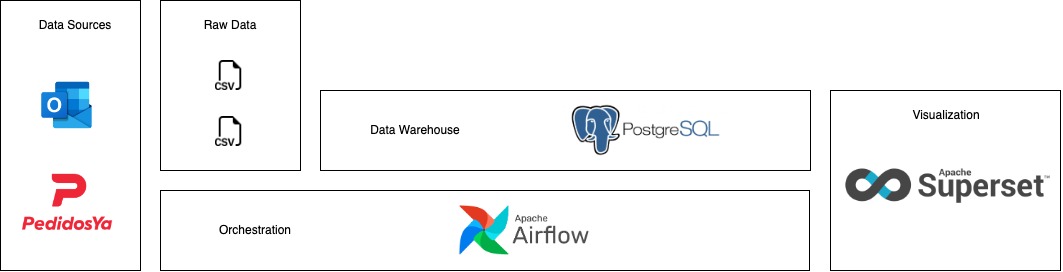 Data Sources
O
PedidosYa
Raw Data
CSV
CSV
Data Warehouse
PostgreSQL
Orchestration
Apache
Airflow
Visualization
Apache
Superset™